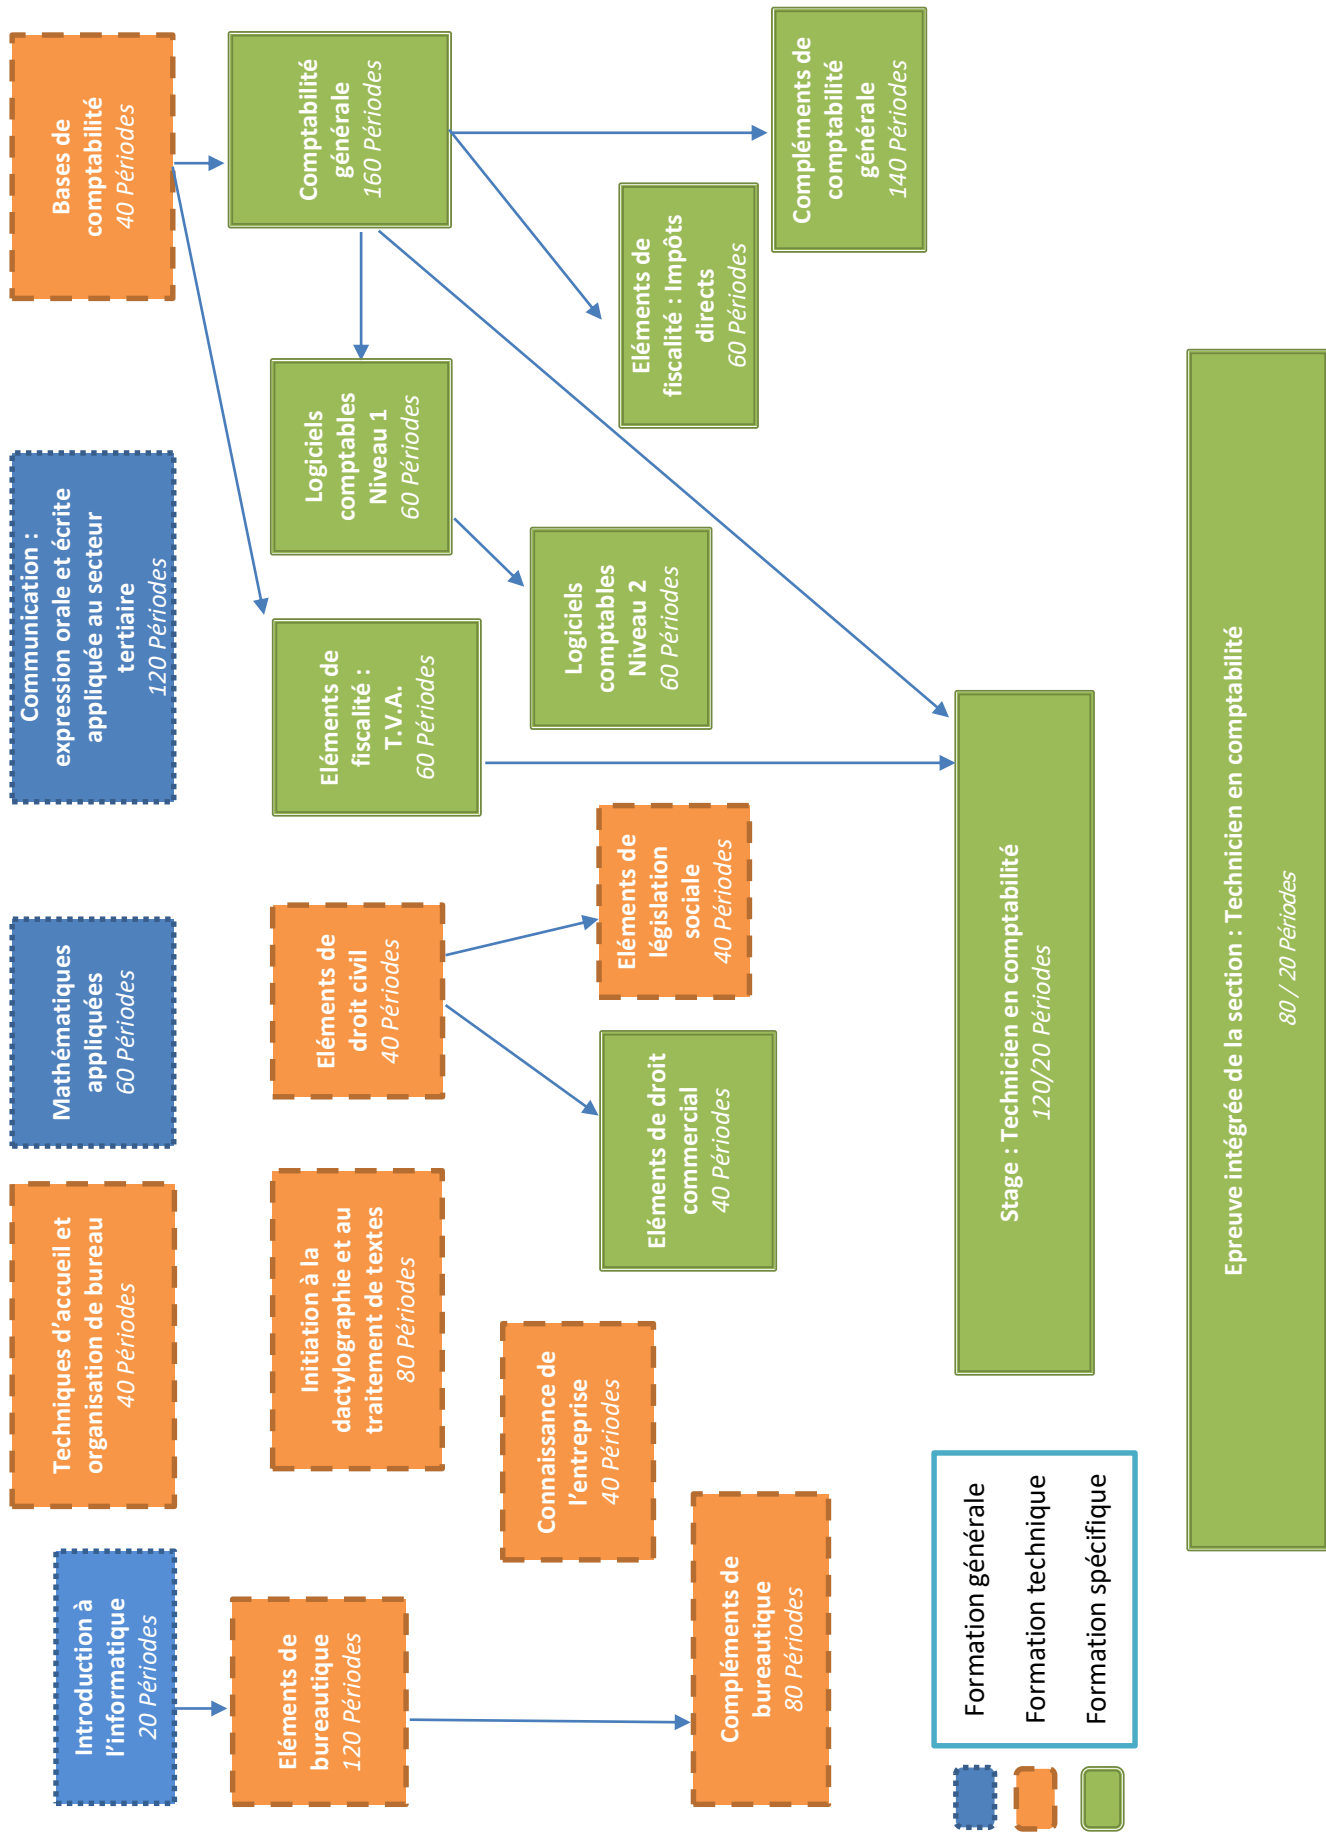 Introduction à
l'informatique
20 Périodes
Techniques d'accueil et
organisation de bureau
40 Périodes
Mathématiques
appliquées
60 Périodes
Communication :
expression orale et écrite
appliquée au secteur
tertiaire
120 Périodes
Bases de
comptabilité
40 Périodes
Eléments de
bureautique
120 Périodes
Initiation à la
dactylographie et au
traitement de textes
80 Périodes
Eléments de
droit civil
40 Périodes
Eléments de
fiscalité :
T.V.A.
60 Périodes
Logiciels
comptables
Niveau 1
60 Périodes
Comptabilité
générale
160 Périodes
Connaissance de
l'entreprise
40 Périodes
Eléments de droit
commercial
40 Périodes
Eléments de
législation
sociale
40 Périodes
Logiciels
comptables
Niveau 2
60 Périodes
Eléments de
fiscalité : Impôts
directs
60 Périodes
Compléments de
bureautique
80 Périodes
Compléments de
comptabilité
générale
140 Périodes
Stage : Technicien en comptabilité
120/20 Périodes
Formation générale
Formation technique
Formation spécifique
Epreuve intégrée de la section : Technicien en comptabilité
80 / 20 Périodes